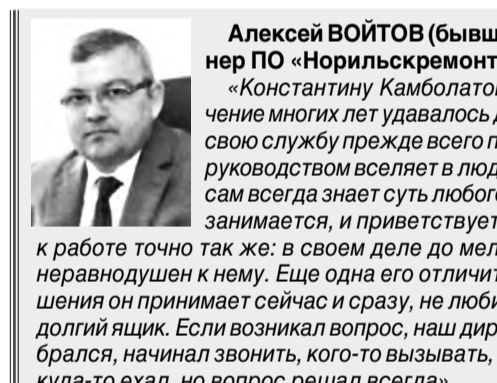 Алексей ВОЙТОВ (бывш
нер ПО «Норильскремонт
«Константину Камболатов
чение многих лет удавалось д
свою службу прежде всего п
руководством вселяет в люд
сам всегда знает суть любого
занимается, и приветствует
к работе точно так же: в своем деле до мел
неравнодушен к нему. Еще одна его отличит
шения он принимает сейчас и сразу, не люби
долгий ящик. Если возникал вопрос, наш дир
брался, начинал звонить, кого-то вызывать,
куда-то ехал, но вопрос решал всегда»